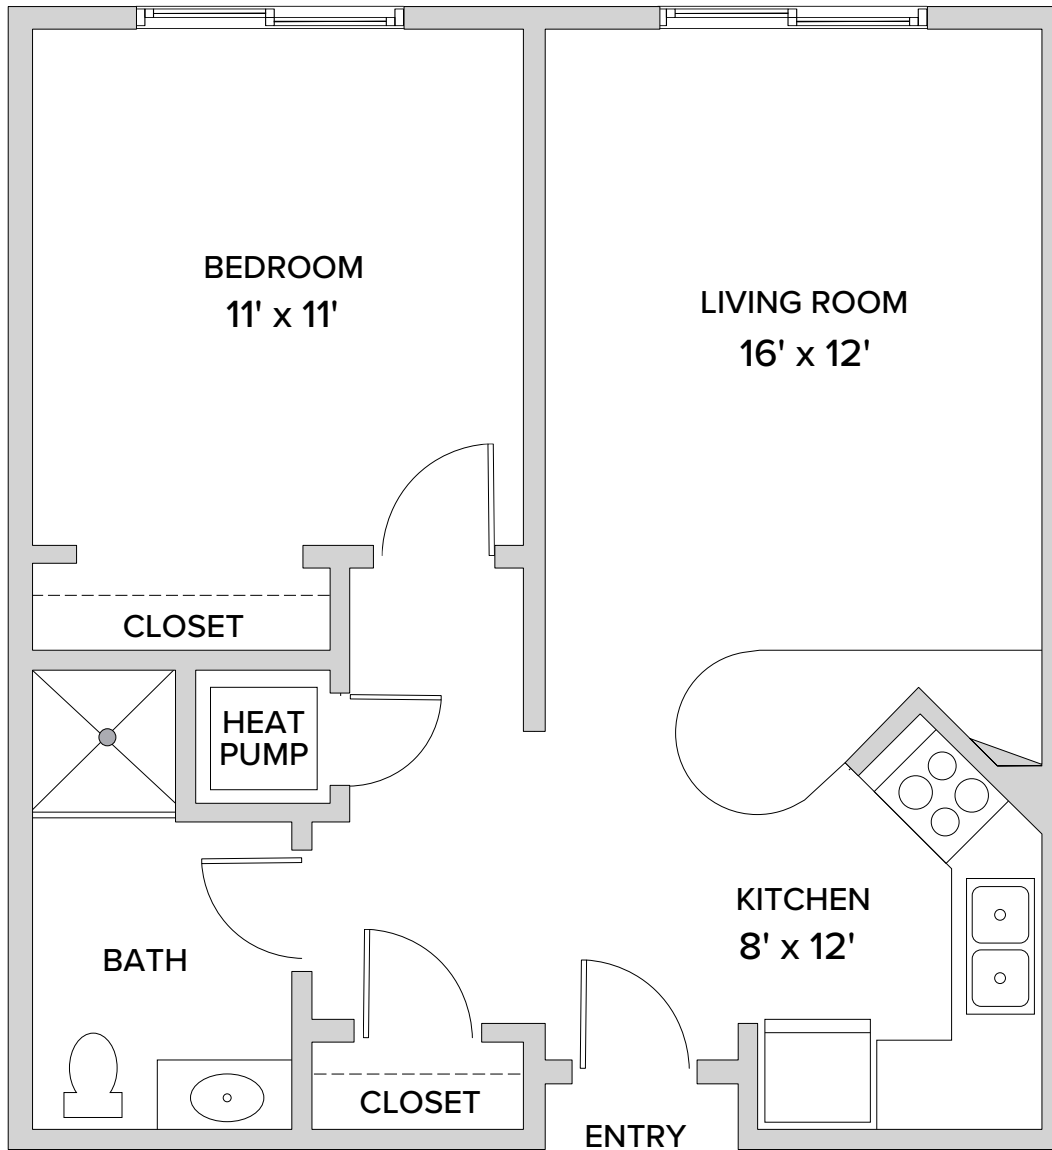 BEDROOM
11' x 11'
LIVING ROOM
16' x 12'
CLOSET
HEAT
PUMP
KITCHEN
8' x 12'
BATH
CLOSET
ENTRY